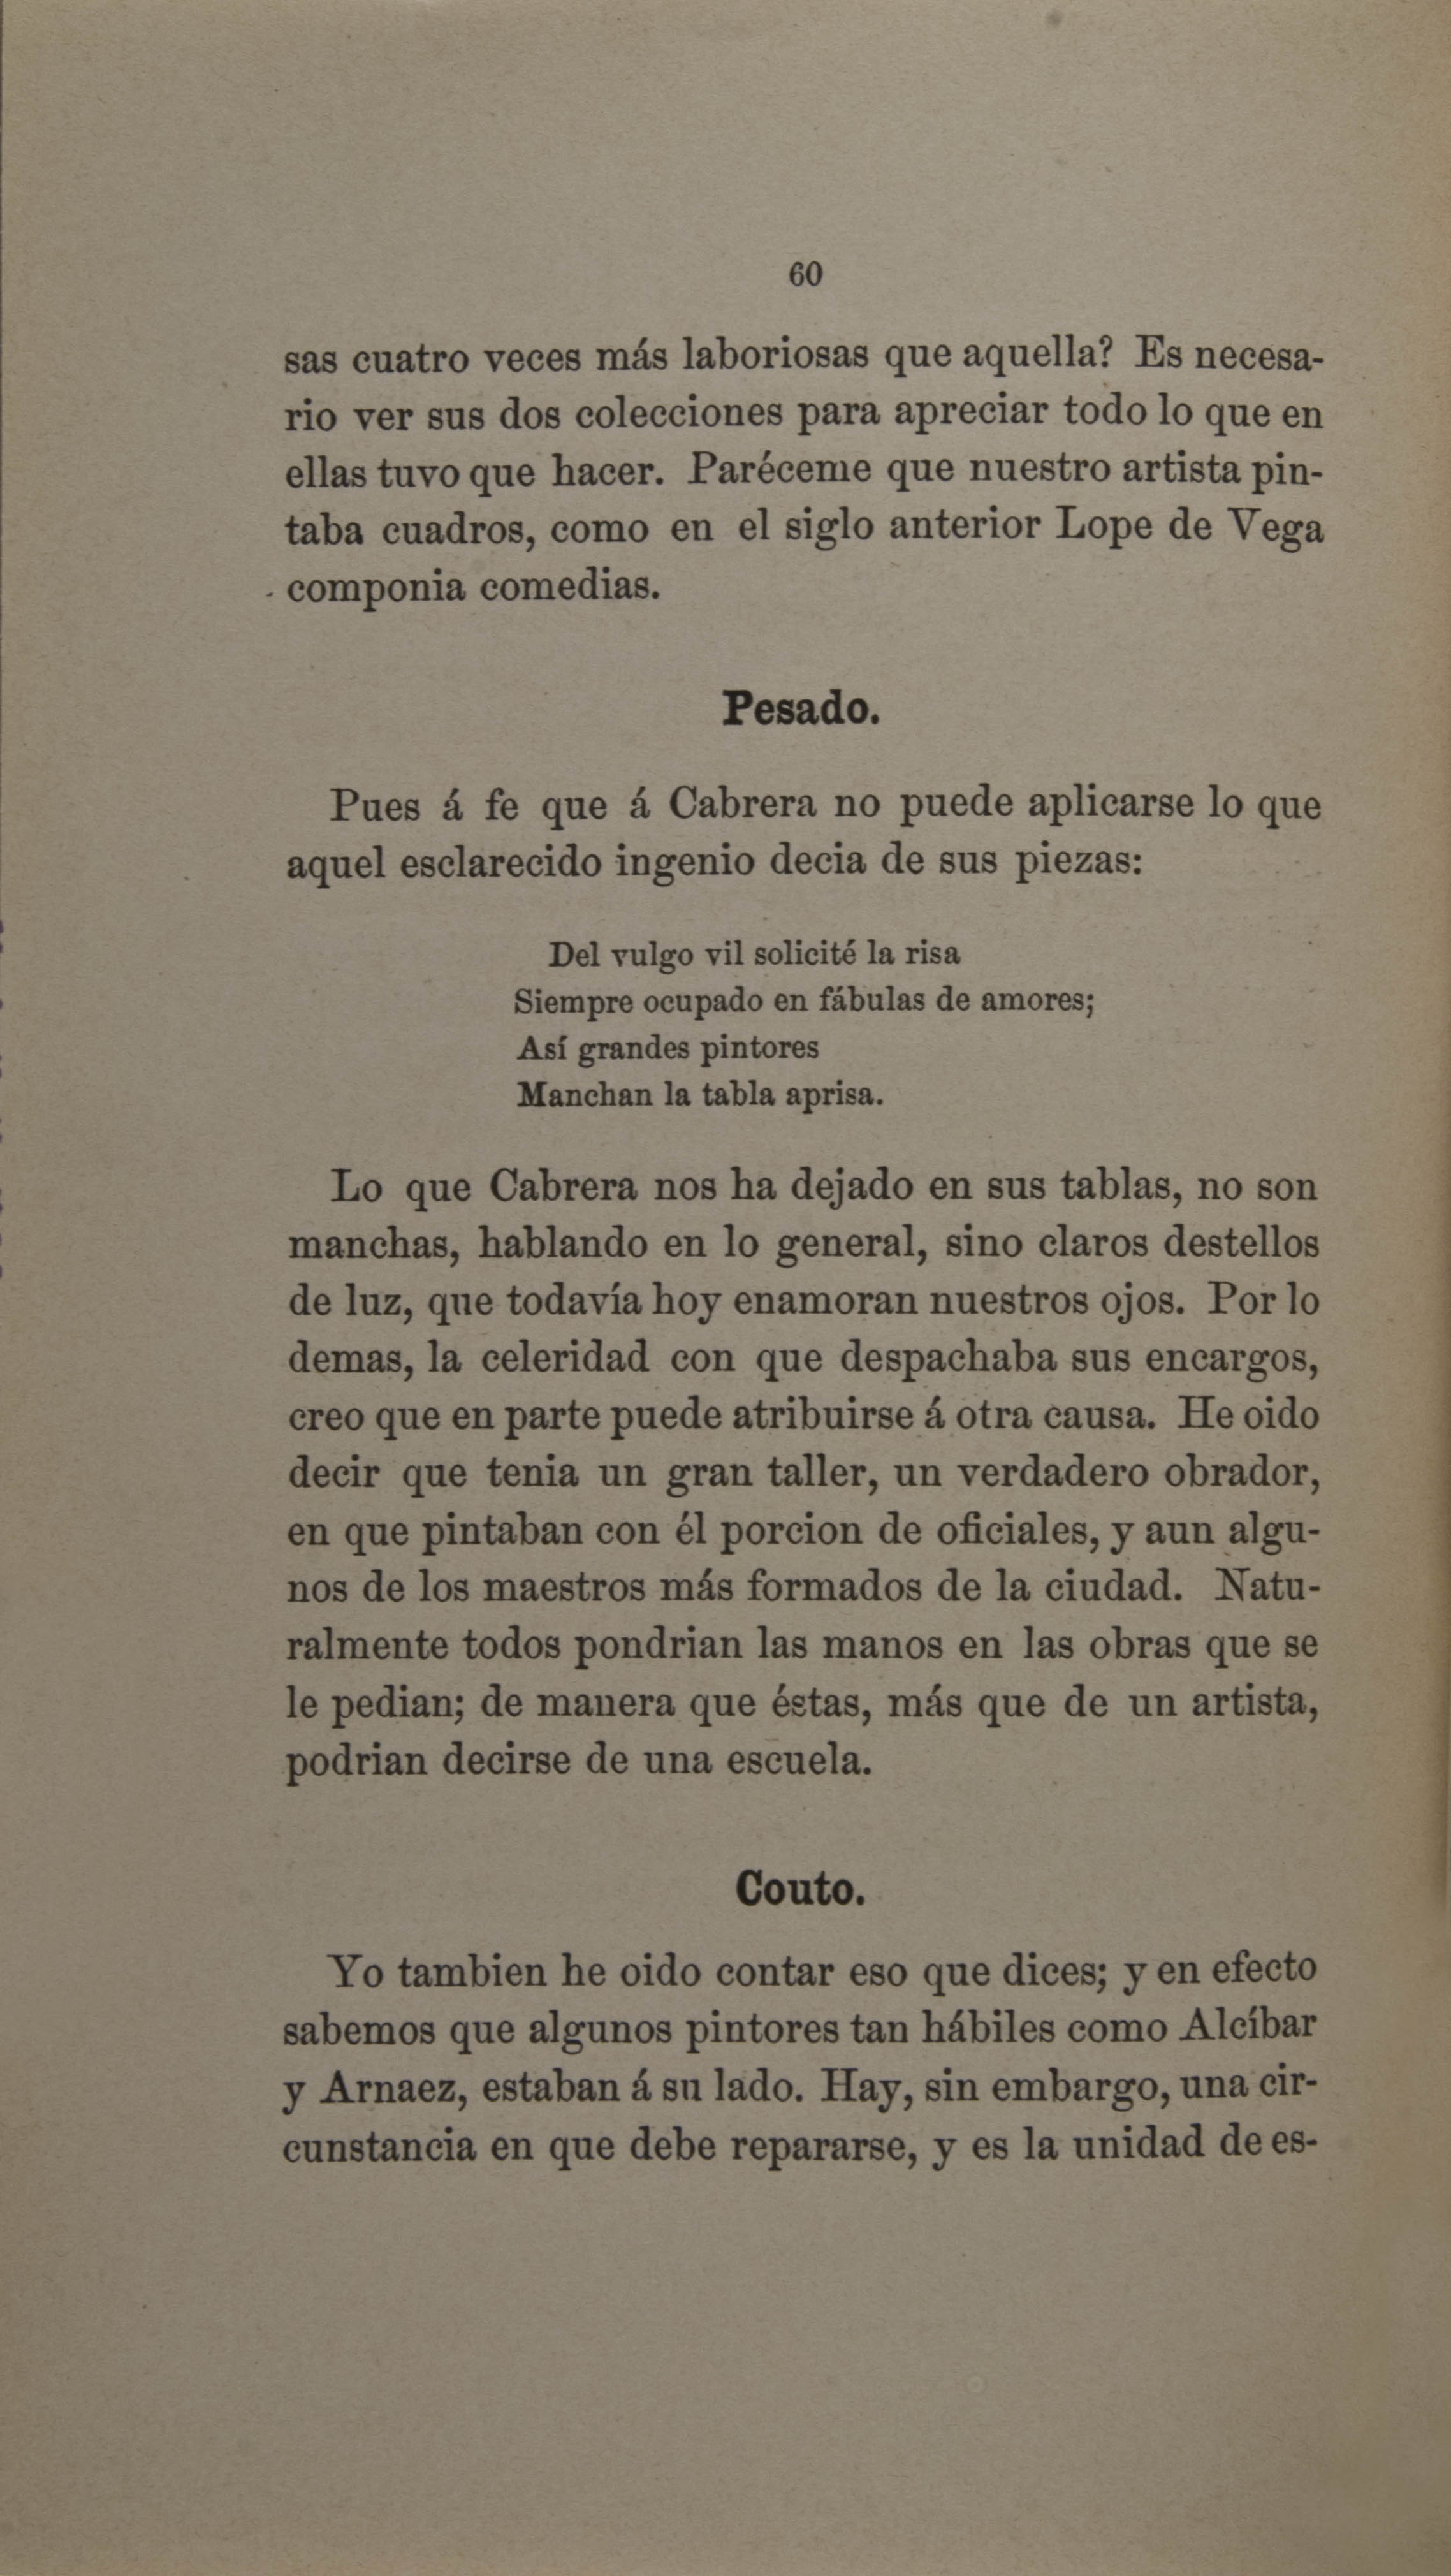 60
sas cuatro veces más laboriosas que aquella? Es necesa-
rio ver sus dos colecciones para apreciar todo lo que en
ellas tuvo que hacer. Paréceme que nuestro artista pin-
taba cuadros, como en el siglo anterior Lope de Vega
componia comedias.
Pesado.
Pues á fe que á Cabrera no puede aplicarse lo que
aquel esclarecido ingenio decia de sus piezas:
Del vulgo vil solicité la risa
Siempre ocupado en fábulas de amores;
Así grandes pintores
Manchan la tabla aprisa.
Lo que Cabrera nos ha dejado en sus tablas, no son
manchas, hablando en lo general, sino claros destellos
de luz, que todavía hoy enamoran nuestros ojos. Por lo
demas, la celeridad con que despachaba sus encargos,
creo que en parte puede atribuirse á otra causa. He oido
decir que tenia un gran taller, un verdadero obrador,
en que pintaban con él porcion de oficiales, y aun algu-
nos de los maestros más formados de la ciudad. Natu-
ralmente todos pondrian las manos en las obras que se
le pedian; de manera que éstas, más que de un artista,
podrian decirse de una escuela.
Couto.
Yo tambien he oido contar eso que dices; y en efecto
sabemos que algunos pintores tan hábiles como Alcíbar
y Arnaez, estaban á su lado. Hay, sin embargo, una cir-
cunstancia en que debe repararse, y es la unidad de es-